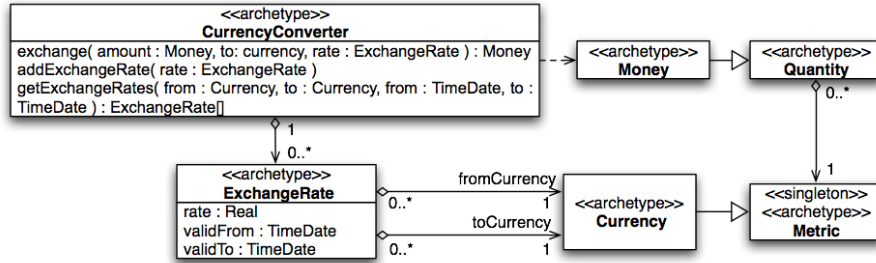 <<archetype>>
CurrencyConverter
exchange( amount : Money, to: currency, rate : ExchangeRate ) : Money
addExchangeRate( rate : ExchangeRate )
getExchangeRates( from : Currency, to : Currency, from : TimeDate, to :
TimeDate ) : ExchangeRate[]
<<archetype>>
Money
<<archetype>>
Quantity
0..*
1
0..*
1
<<archetype>>
ExchangeRate
rate : Real
validFrom : TimeDate
validTo : TimeDate
fromCurrency
0..*
1
toCurrency
0..*
1
<<archetype>>
Currency
<<singleton>>
<<archetype>>
Metric